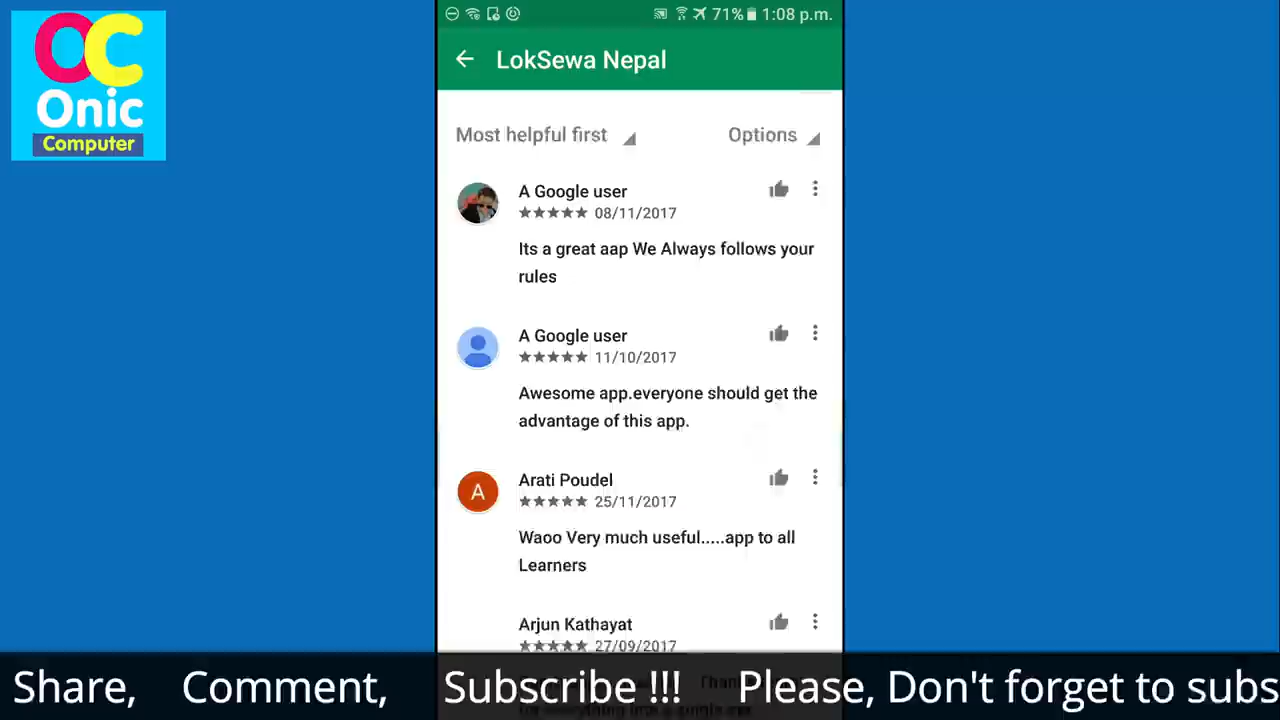 OC
Onic
Computer
71% 1:08 p.m.
LokSewa Nepal
Most helpful first
Options
A Google user
08/11/2017
Its a great aap We Always follows your
rules
A Google user
11/10/2017
Awesome app.everyone should get the
advantage of this app.
A
Arati Poudel
25/11/2017
Waoo Very much useful.....app to all
Learners
Arjun Kathayat
27/09/2017
Share, Comment, Subscribe !!! Please, Don't forget to subs